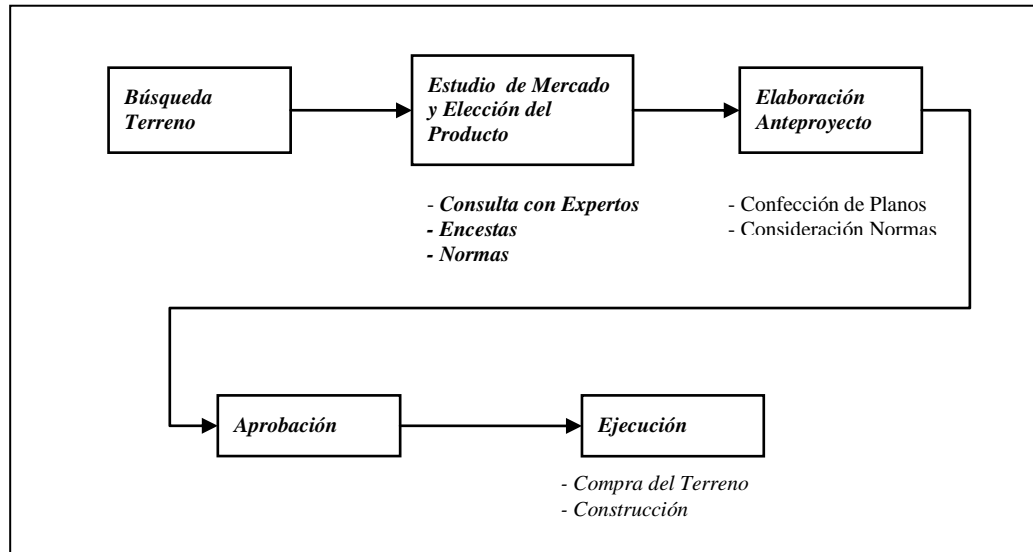 Búsqueda
Terreno
Estudio de Mercado
y Elección del
Producto
Elaboración
Anteproyecto
- Consulta con Expertos
- Encestas
- Normas
- Confección de Planos
- Consideración Normas
Aprobación
Ejecución
- Compra del Terreno
- Construcción